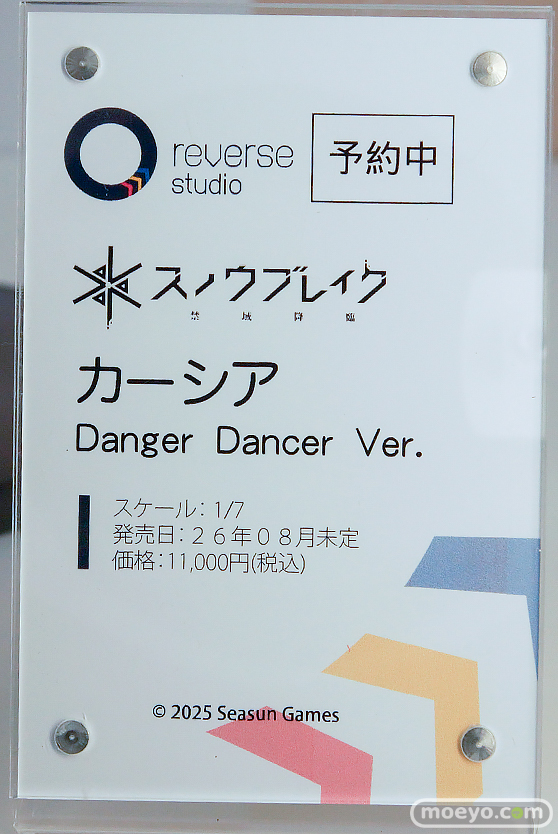 reverse
studio
予約中
スノウブレイク
禁域降臨
カーシア
Danger Dancer Ver.
スケール：1/7
発売日：２６年０８月未定
価格：11,000円(税込)
© 2025 Seasun Games
moeyo.com